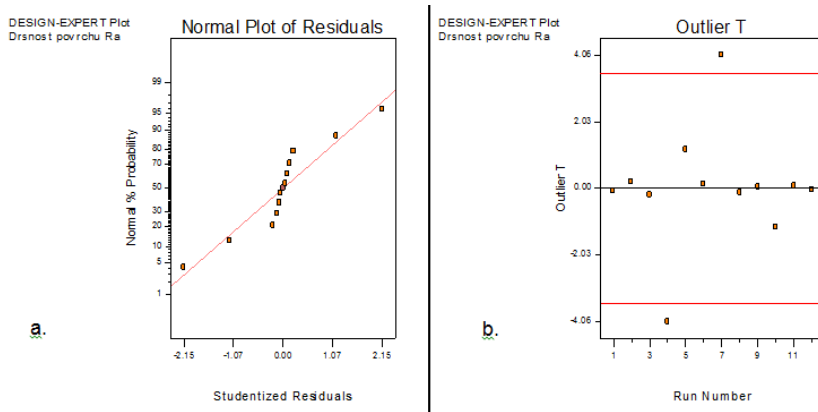 DESIGN-EXPERT Plot
Drsnost povrchu Ra
Normal Plot of Residuals
99
95
90
80
70
50
30
20
10
5
1
Normal % Probability
-2.15 -1.07 0.00 1.07 2.15
Studentized Residuals
a.
DESIGN-EXPERT Plot
Drsnost povrchu Ra
Outlier T
4.06
2.03
0.00
-2.03
-4.06
Outlier T
1 3 5 7 9 11
Run Number
b.